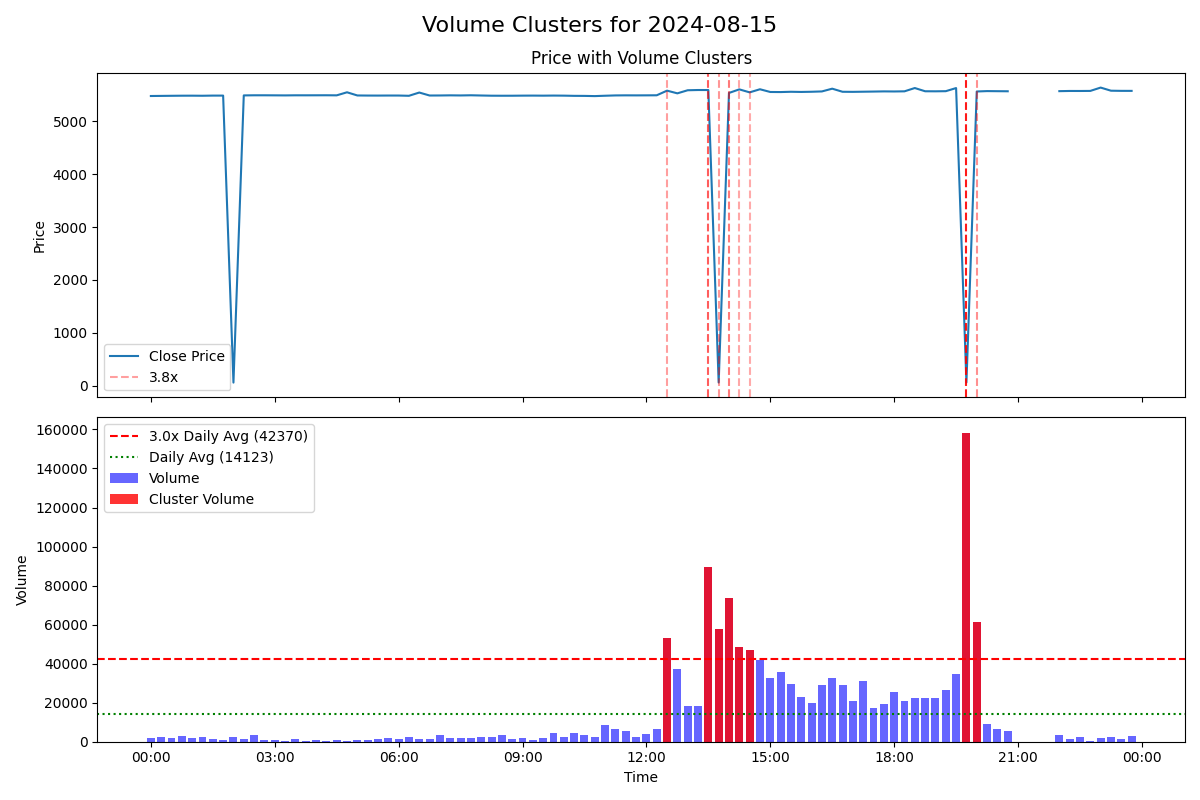 Volume Clusters for 2024-08-15
Price with Volume Clusters
Price
5000
4000
3000
2000
1000
0
Close Price
3.8x
Volume
160000
140000
120000
100000
80000
60000
40000
20000
0
3.0x Daily Avg (42370)
Daily Avg (14123)
Volume
Cluster Volume
00:00 03:00 06:00 09:00 12:00 15:00 18:00 21:00 00:00
Time